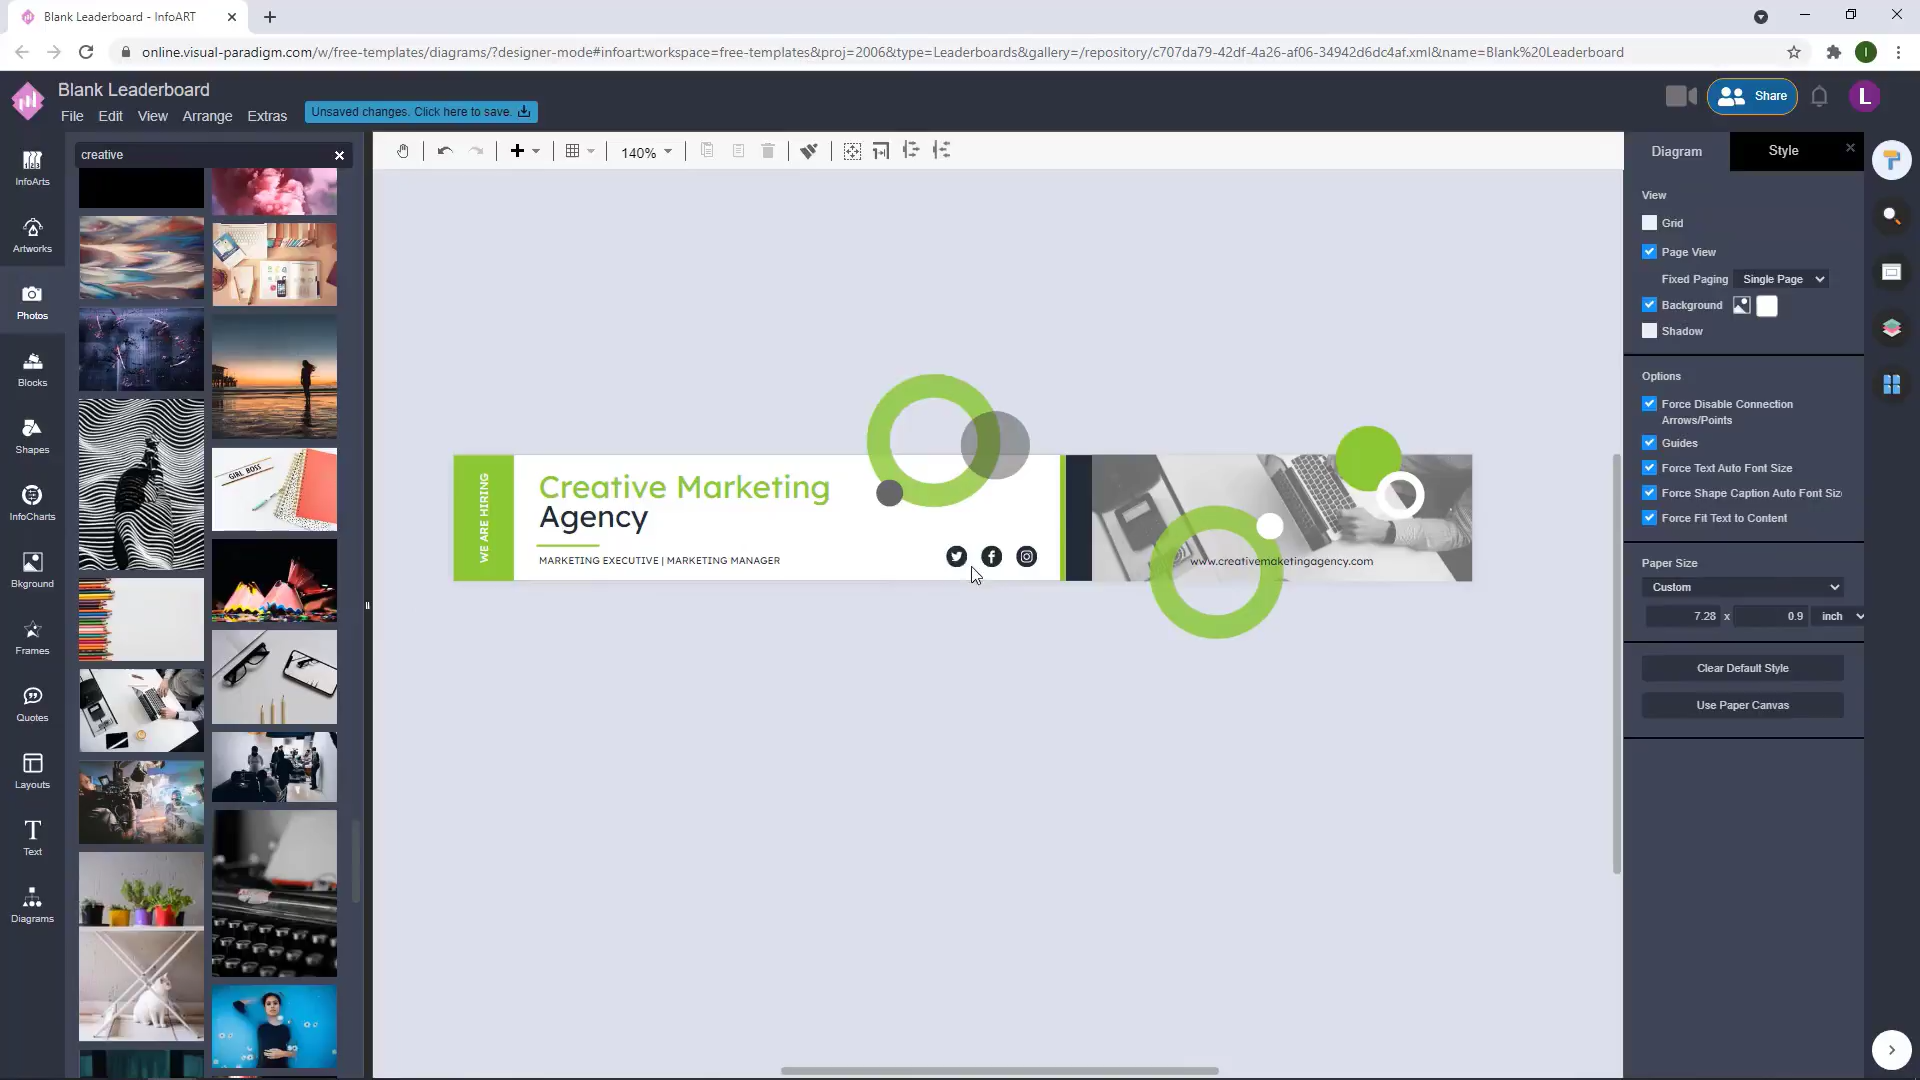 Blank Leaderboard - InfoART
online.visual-paradigm.com/w/free-templates/diagrams/?designer-mode#infoart:workspace=free-templates&proj=2006&type=Leaderboards&gallery=/repository/c707da79-42df-4a26-af06-34942d6dc4af.xml&name=Blank%20Leaderboard
I
Blank Leaderboard
File Edit View Arrange Extras
Unsaved changes. Click here to save.
Share
L
creative
140%
Diagram
Style
InfoArts
Artworks
Photos
Blocks
Shapes
InfoCharts
Bkground
Frames
Quotes
Layouts
Text
Diagrams
GIRL BOSS
WE ARE HIRING
Creative Marketing
Agency
MARKETING EXECUTIVE | MARKETING MANAGER
www.creativemaketingagency.com
View
Grid
Page View
Fixed Paging Single Page
Background
Shadow
Options
Force Disable Connection
Arrows/Points
Guides
Force Text Auto Font Size
Force Shape Caption Auto Font Siz
Force Fit Text to Content
Paper Size
Custom
7.28 x 0.9 inch
Clear Default Style
Use Paper Canvas